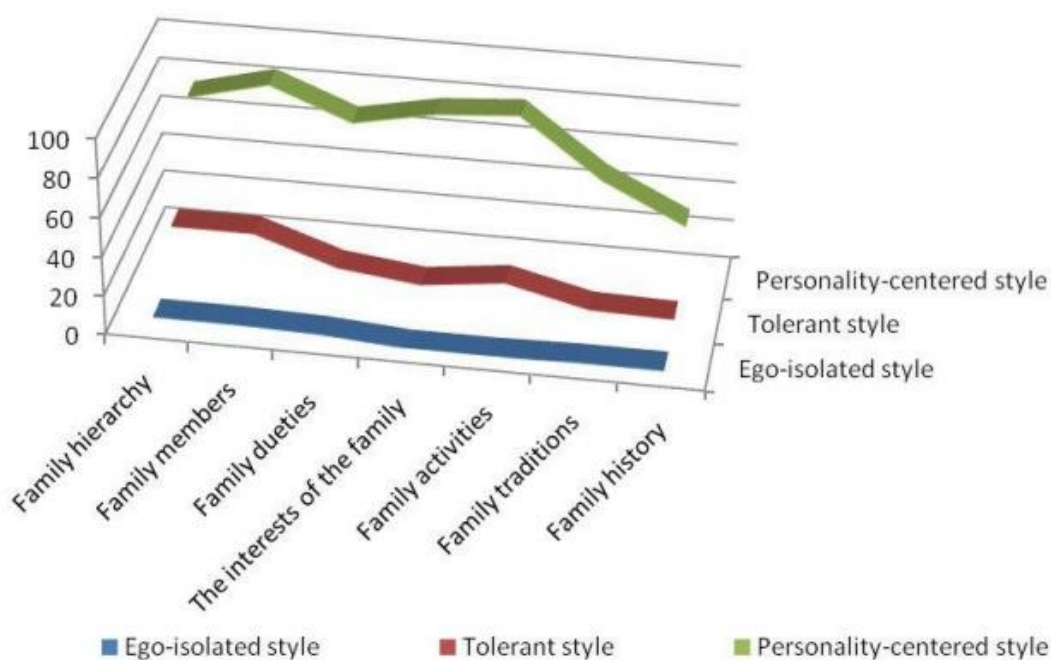 100
80
60
40
20
0
Personality-centered style
Tolerant style
Ego-isolated style
Family hierarchy
Family members
Family dueties
The interests of the family
Family activities
Family traditions
Family history
Ego-isolated style
Tolerant style
Personality-centered style